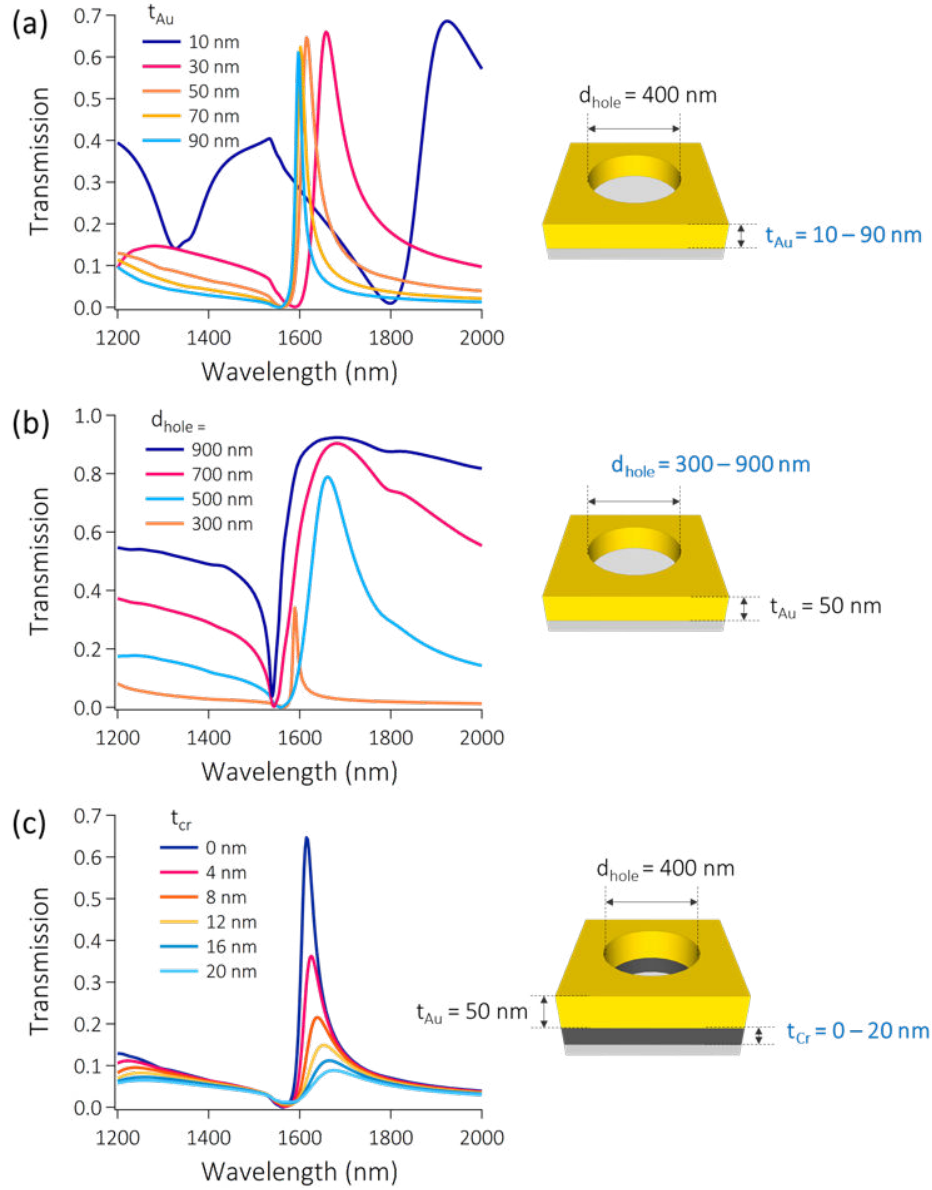 (a)
t_Au
10 nm
30 nm
50 nm
70 nm
90 nm
0.7
0.6
0.5
0.4
0.3
0.2
0.1
0.0
Transmission
1200 1400 1600 1800 2000
Wavelength (nm)
d_hole = 400 nm
t_Au = 10 – 90 nm
(b)
d_hole =
900 nm
700 nm
500 nm
300 nm
1.0
0.8
0.6
0.4
0.2
0.0
Transmission
1200 1400 1600 1800 2000
Wavelength (nm)
d_hole = 300 – 900 nm
t_Au = 50 nm
(c)
t_cr
0 nm
4 nm
8 nm
12 nm
16 nm
20 nm
0.7
0.6
0.5
0.4
0.3
0.2
0.1
0.0
Transmission
1200 1400 1600 1800 2000
Wavelength (nm)
d_hole = 400 nm
t_Au = 50 nm
t_Cr = 0 – 20 nm